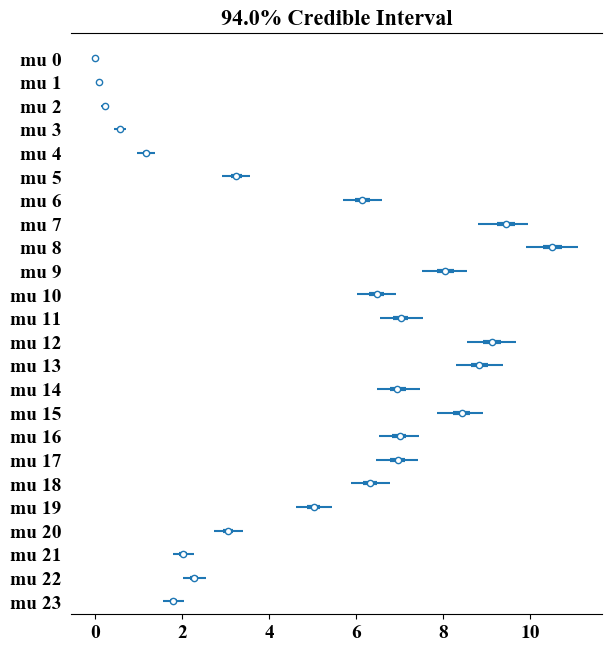 94.0% Credible Interval
mu 0
mu 1
mu 2
mu 3
mu 4
mu 5
mu 6
mu 7
mu 8
mu 9
mu 10
mu 11
mu 12
mu 13
mu 14
mu 15
mu 16
mu 17
mu 18
mu 19
mu 20
mu 21
mu 22
mu 23
0 2 4 6 8 10